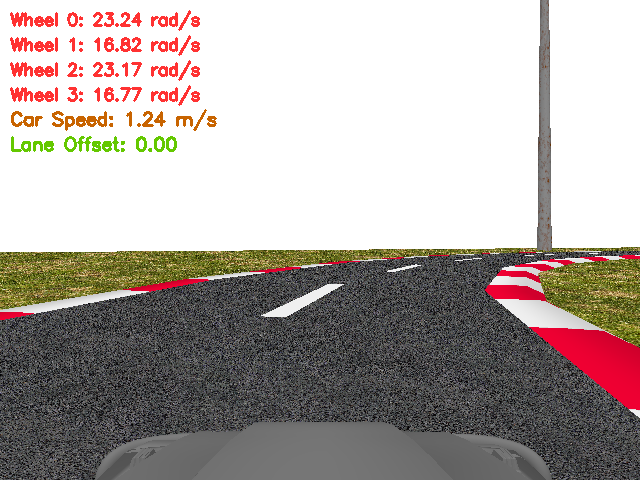 Wheel 0: 23.24 rad/s
Wheel 1: 16.82 rad/s
Wheel 2: 23.17 rad/s
Wheel 3: 16.77 rad/s
Car Speed: 1.24 m/s
Lane Offset: 0.00